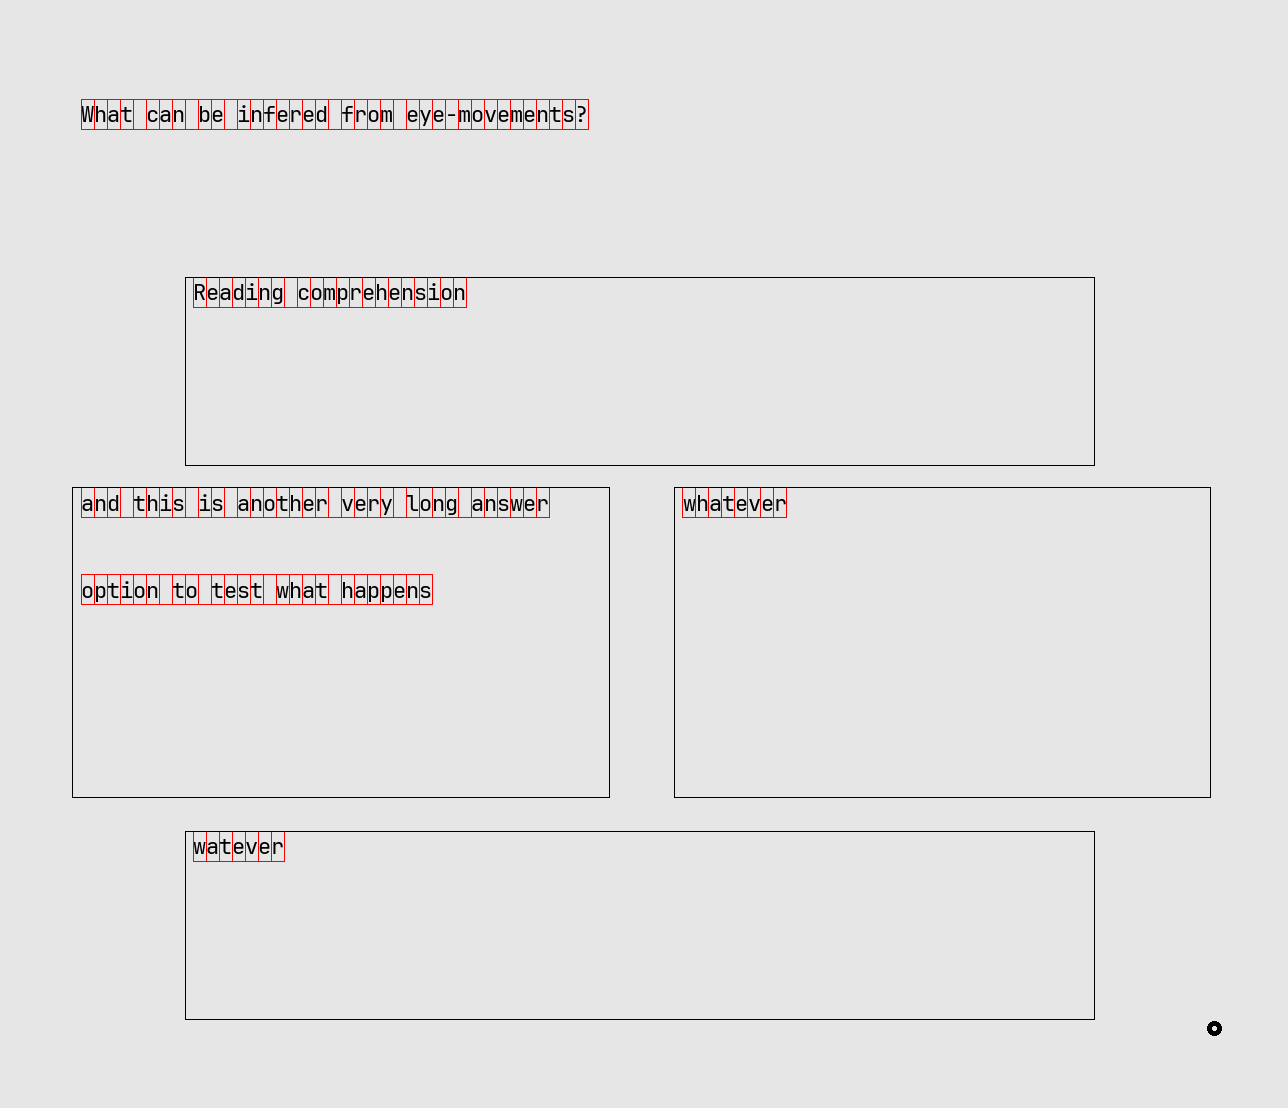 What can be infered from eye-movements?
Reading comprehension
and this is another very long answer
option to test what happens
whatever
watever